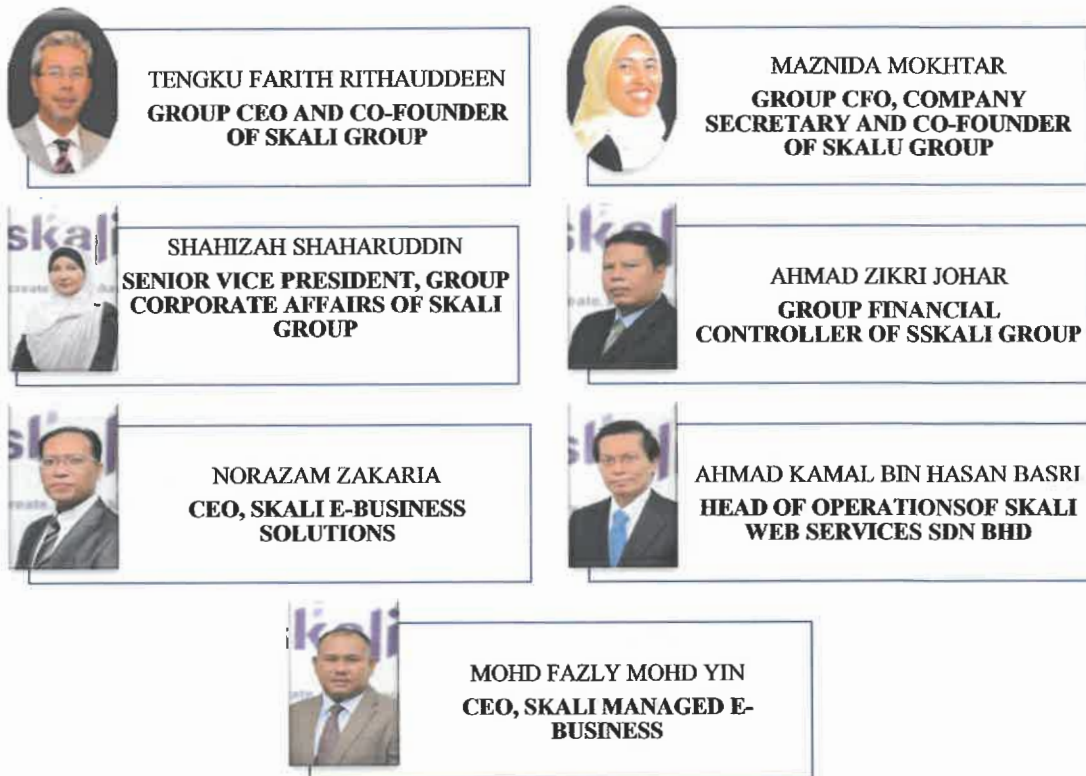 TENGKU FARITH RITHAUDDEEN
GROUP CEO AND CO-FOUNDER
OF SKALI GROUP
MAZNIDA MOKHTAR
GROUP CFO, COMPANY
SECRETARY AND CO-FOUNDER
OF SKALU GROUP
skali
create
SHAHIZAH SHAHARUDDIN
SENIOR VICE PRESIDENT, GROUP
CORPORATE AFFAIRS OF SKALI
GROUP
create.
AHMAD ZIKRI JOHAR
GROUP FINANCIAL
CONTROLLER OF SSKALI GROUP
NORAZAM ZAKARIA
CEO, SKALI E-BUSINESS
SOLUTIONS
AHMAD KAMAL BIN HASAN BASRI
HEAD OF OPERATIONSOF SKALI
WEB SERVICES SDN BHD
MOHD FAZLY MOHD YIN
CEO, SKALI MANAGED E-
BUSINESS